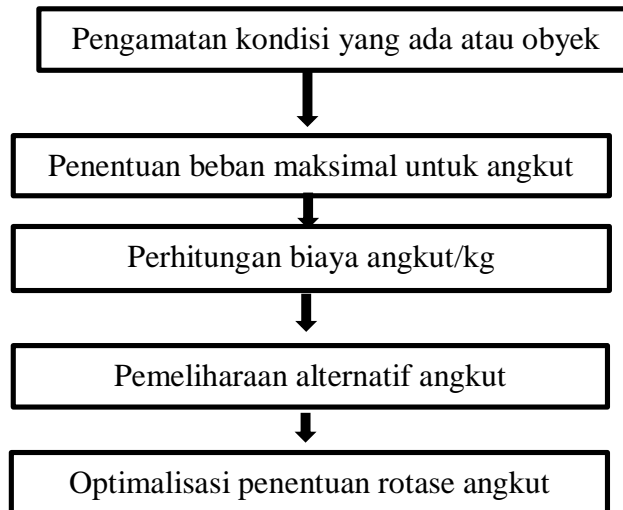 Pengamatan kondisi yang ada atau obyek
Penentuan beban maksimal untuk angkut
Perhitungan biaya angkut/kg
Pemeliharaan alternatif angkut
Optimalisasi penentuan rotase angkut